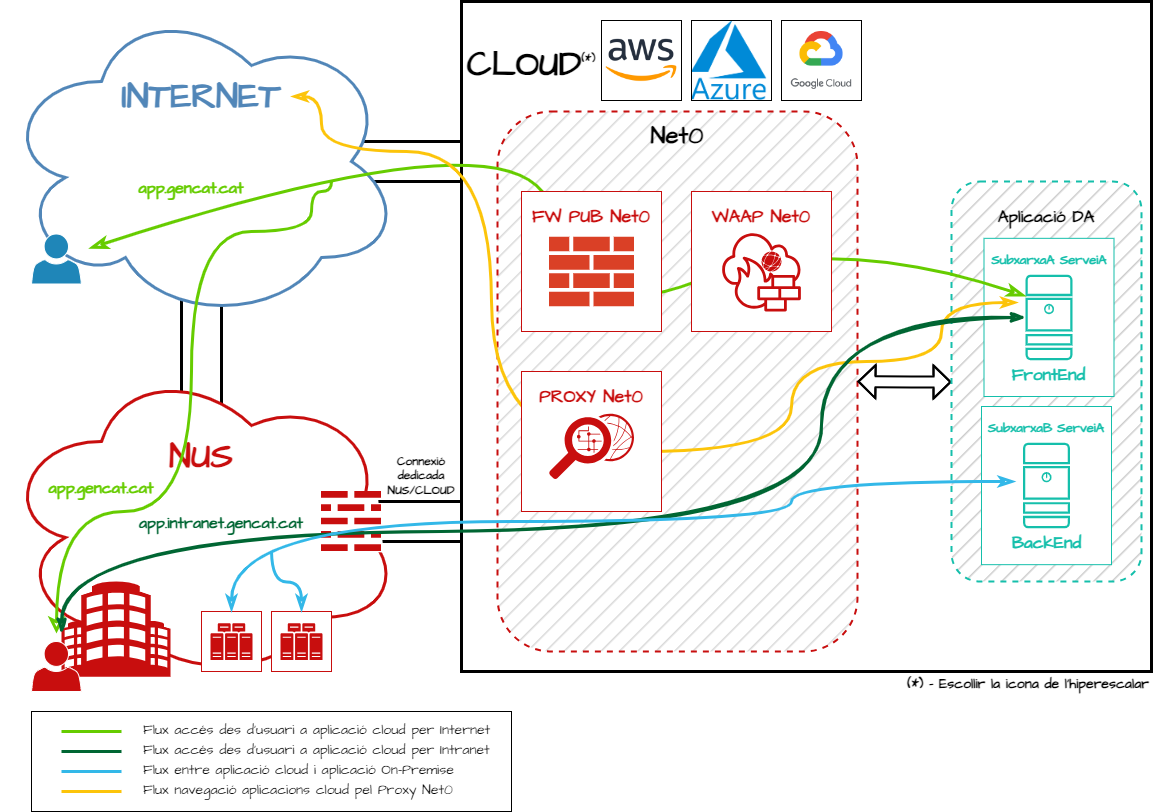 CLOUD(*)
aws
Azure
Google Cloud
INTERNET
Net0
app.gencat.cat
FW PUB Net0
WAAP Net0
Aplicació DA
SubxarxaA ServeiA
FrontEnd
PROXY Net0
SubxarxaB ServeiA
BackEnd
NUS
Connexió
dedicada
NUS/CLOUD
app.gencat.cat
app.intranet.gencat.cat
(*) - Escollir la icona de l'hiperescalar
Flux accés des d'usuari a aplicació cloud per Internet
Flux accés des d'usuari a aplicació cloud per Intranet
Flux entre aplicació cloud i aplicació On-Premise
Flux navegació aplicacions cloud pel Proxy Net0